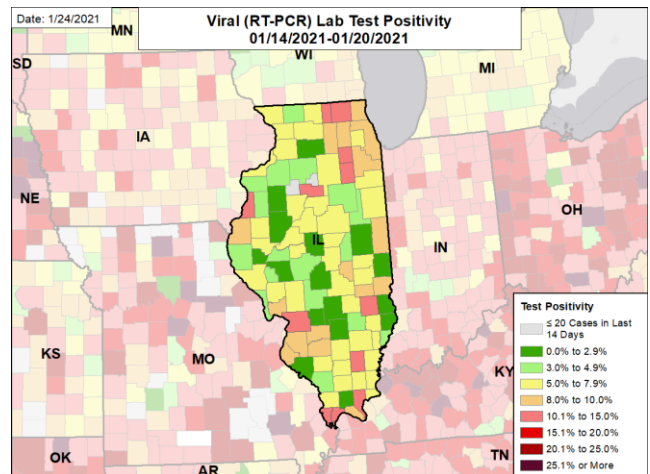 Date: 1/24/2021
Viral (RT-PCR) Lab Test Positivity
01/14/2021-01/20/2021
MN
SD
WI
MI
IA
NE
IL
IN
OH
KS
MO
KY
OK
AR
TN
Test Positivity
≤ 20 Cases in Last
14 Days
0.0% to 2.9%
3.0% to 4.9%
5.0% to 7.9%
8.0% to 10.0%
10.1% to 15.0%
15.1% to 20.0%
20.1% to 25.0%
25.1% or More